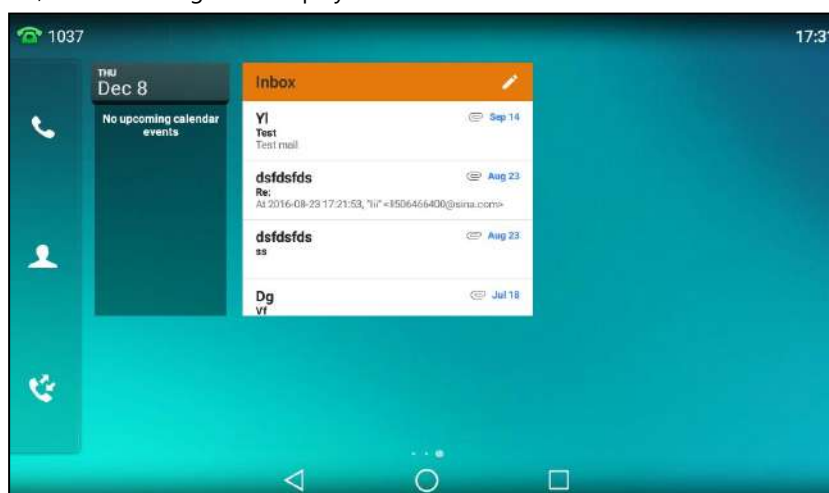 1037
17:31
THU
Dec 8
No upcoming calendar
events
Inbox
Yl
Test
Test mail
Sep 14
dsfdsfds
Re:
Aug 23
At 2016-08-23 17:21:53, "lii" <li506466400@sina.com>
dsfdsfds
ss
Aug 23
Dg
Vf
Jul 18